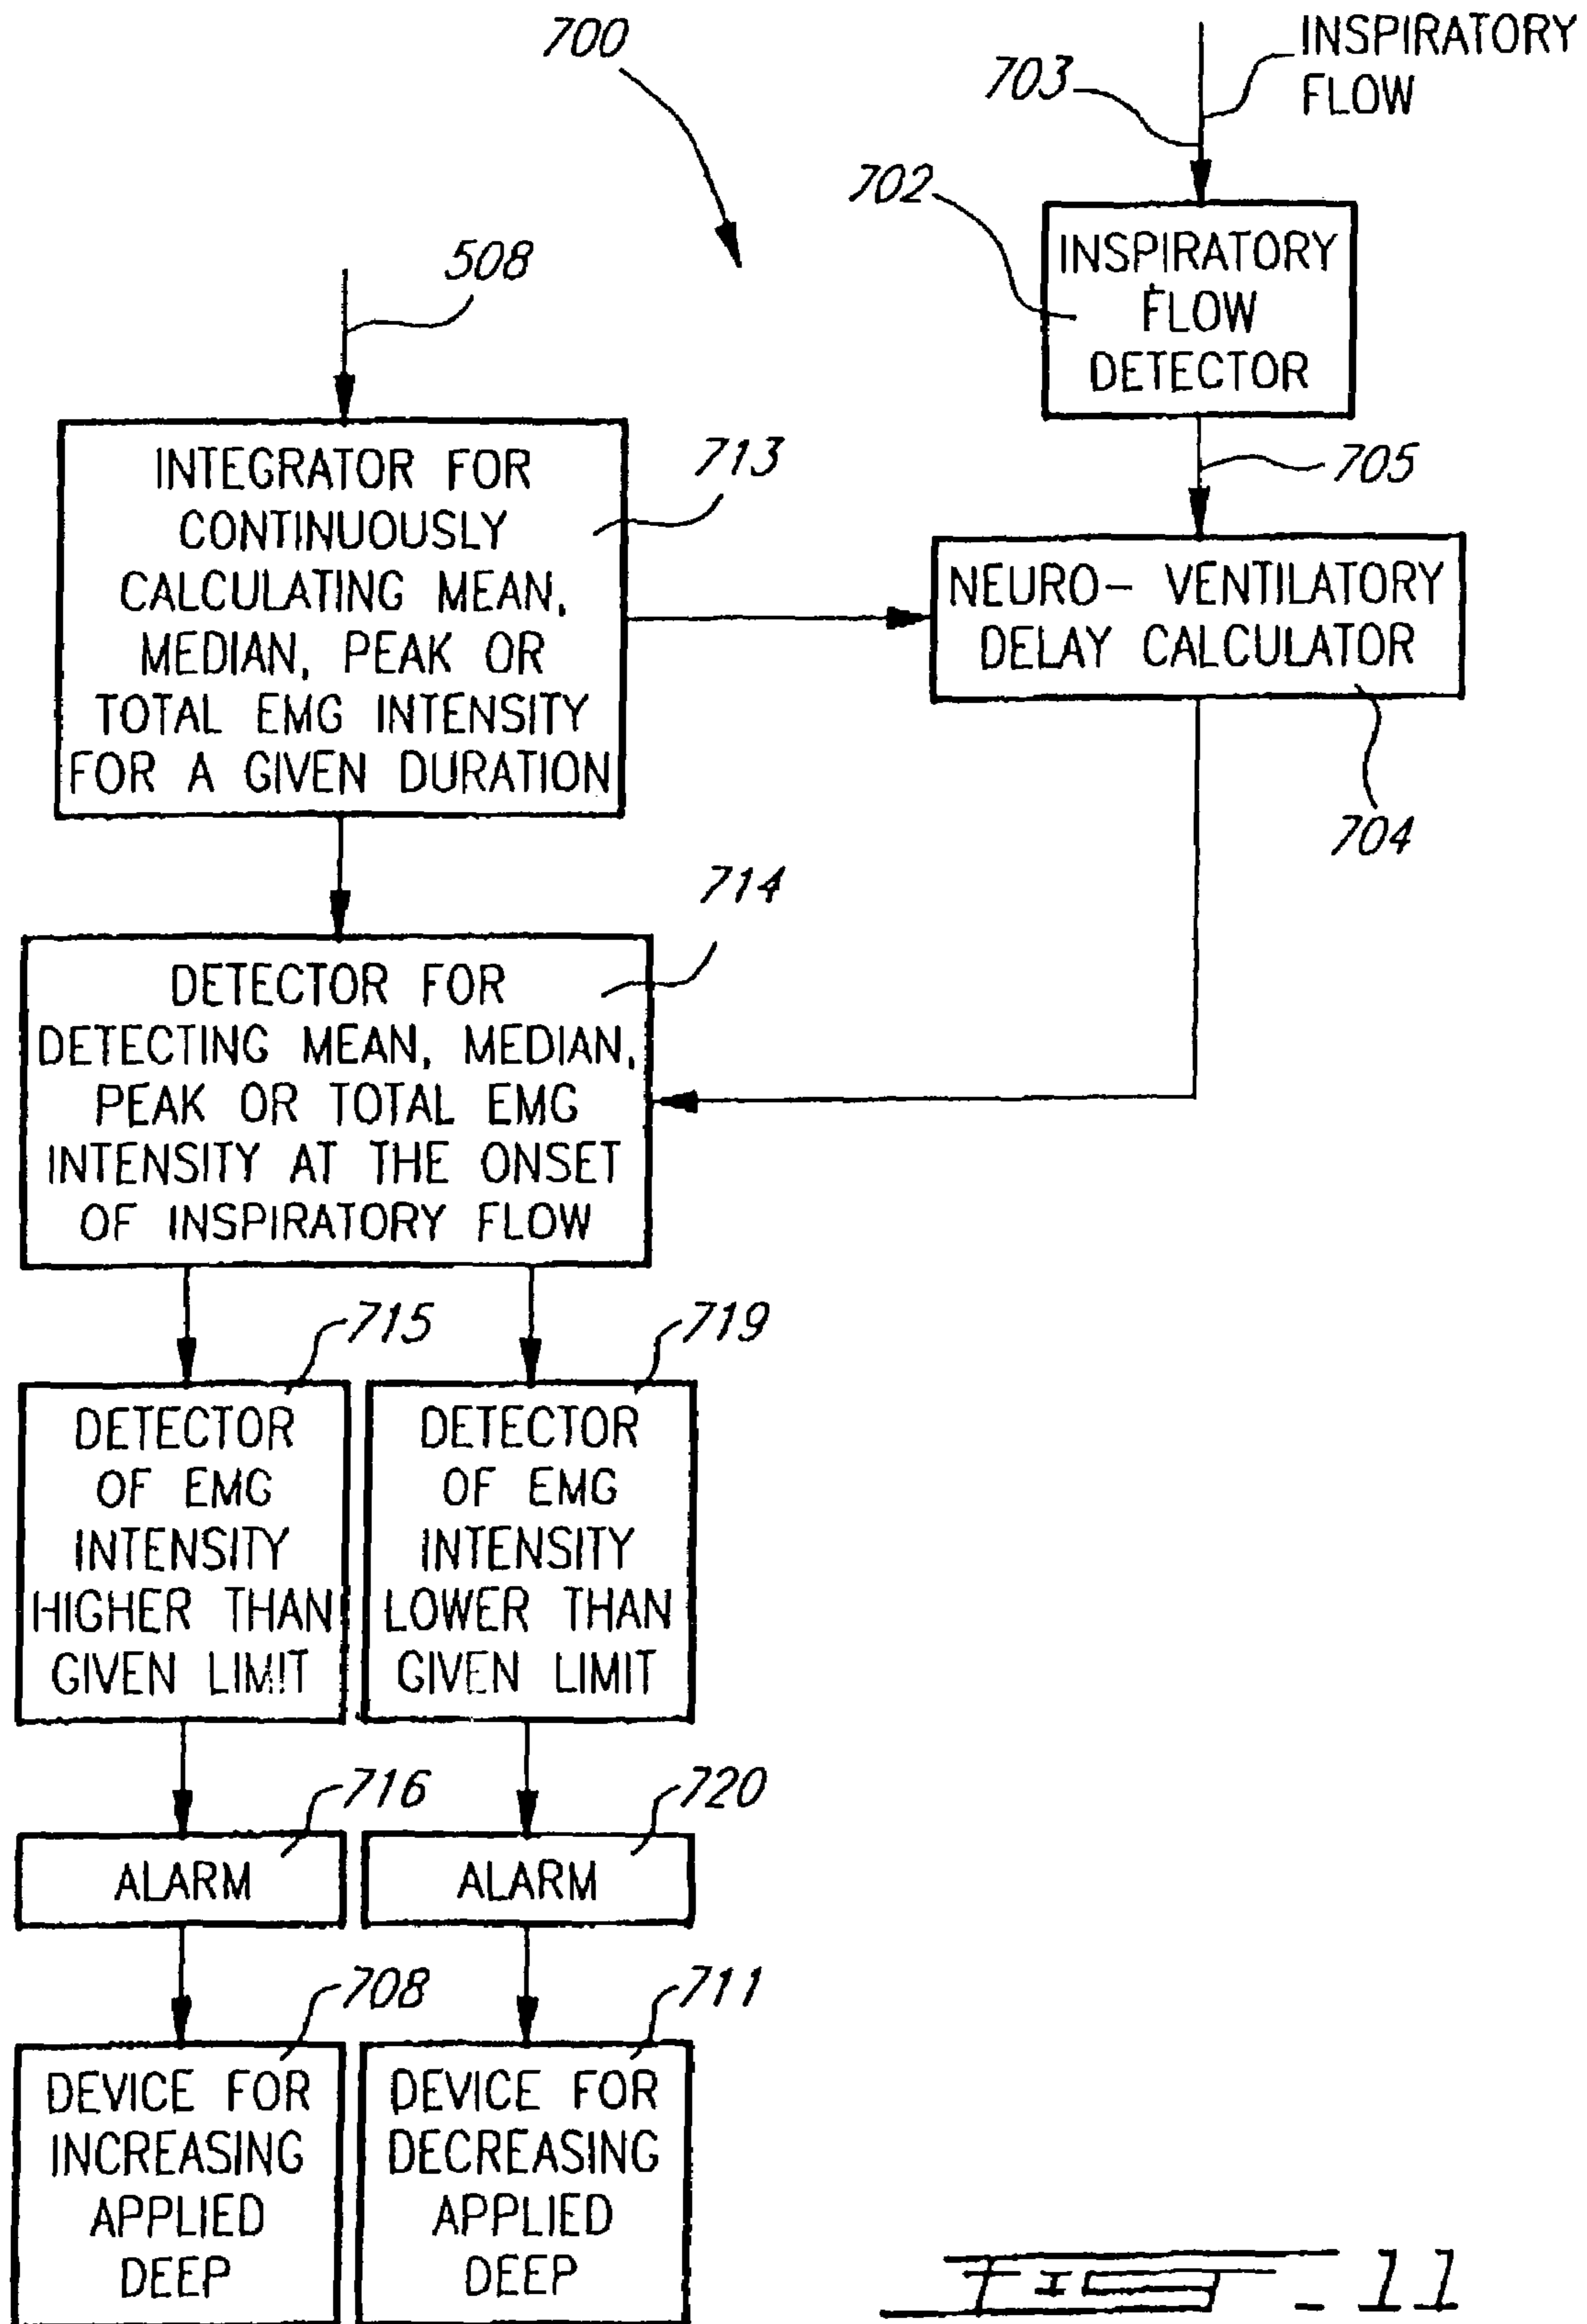 700
703
INSPIRATORY
FLOW
702
INSPIRATORY
FLOW
DETECTOR
508
705
INTEGRATOR FOR
CONTINUOUSLY
CALCULATING MEAN,
MEDIAN, PEAK OR
TOTAL EMG INTENSITY
FOR A GIVEN DURATION
713
NEURO- VENTILATORY
DELAY CALCULATOR
704
714
DETECTOR FOR
DETECTING MEAN, MEDIAN,
PEAK OR TOTAL EMG
INTENSITY AT THE ONSET
OF INSPIRATORY FLOW
715
719
DETECTOR
OF EMG
INTENSITY
HIGHER THAN
GIVEN LIMIT
DETECTOR
OF EMG
INTENSITY
LOWER THAN
GIVEN LIMIT
716
720
ALARM
ALARM
708
711
DEVICE FOR
INCREASING
APPLIED
DEEP
DEVICE FOR
DECREASING
APPLIED
DEEP
FIG_11